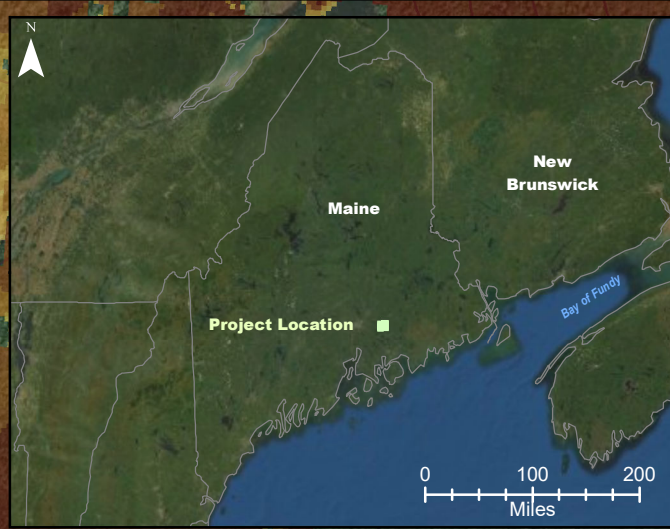 N
Maine
New
Brunswick
Bay of Fundy
Project Location
0 100 200
Miles